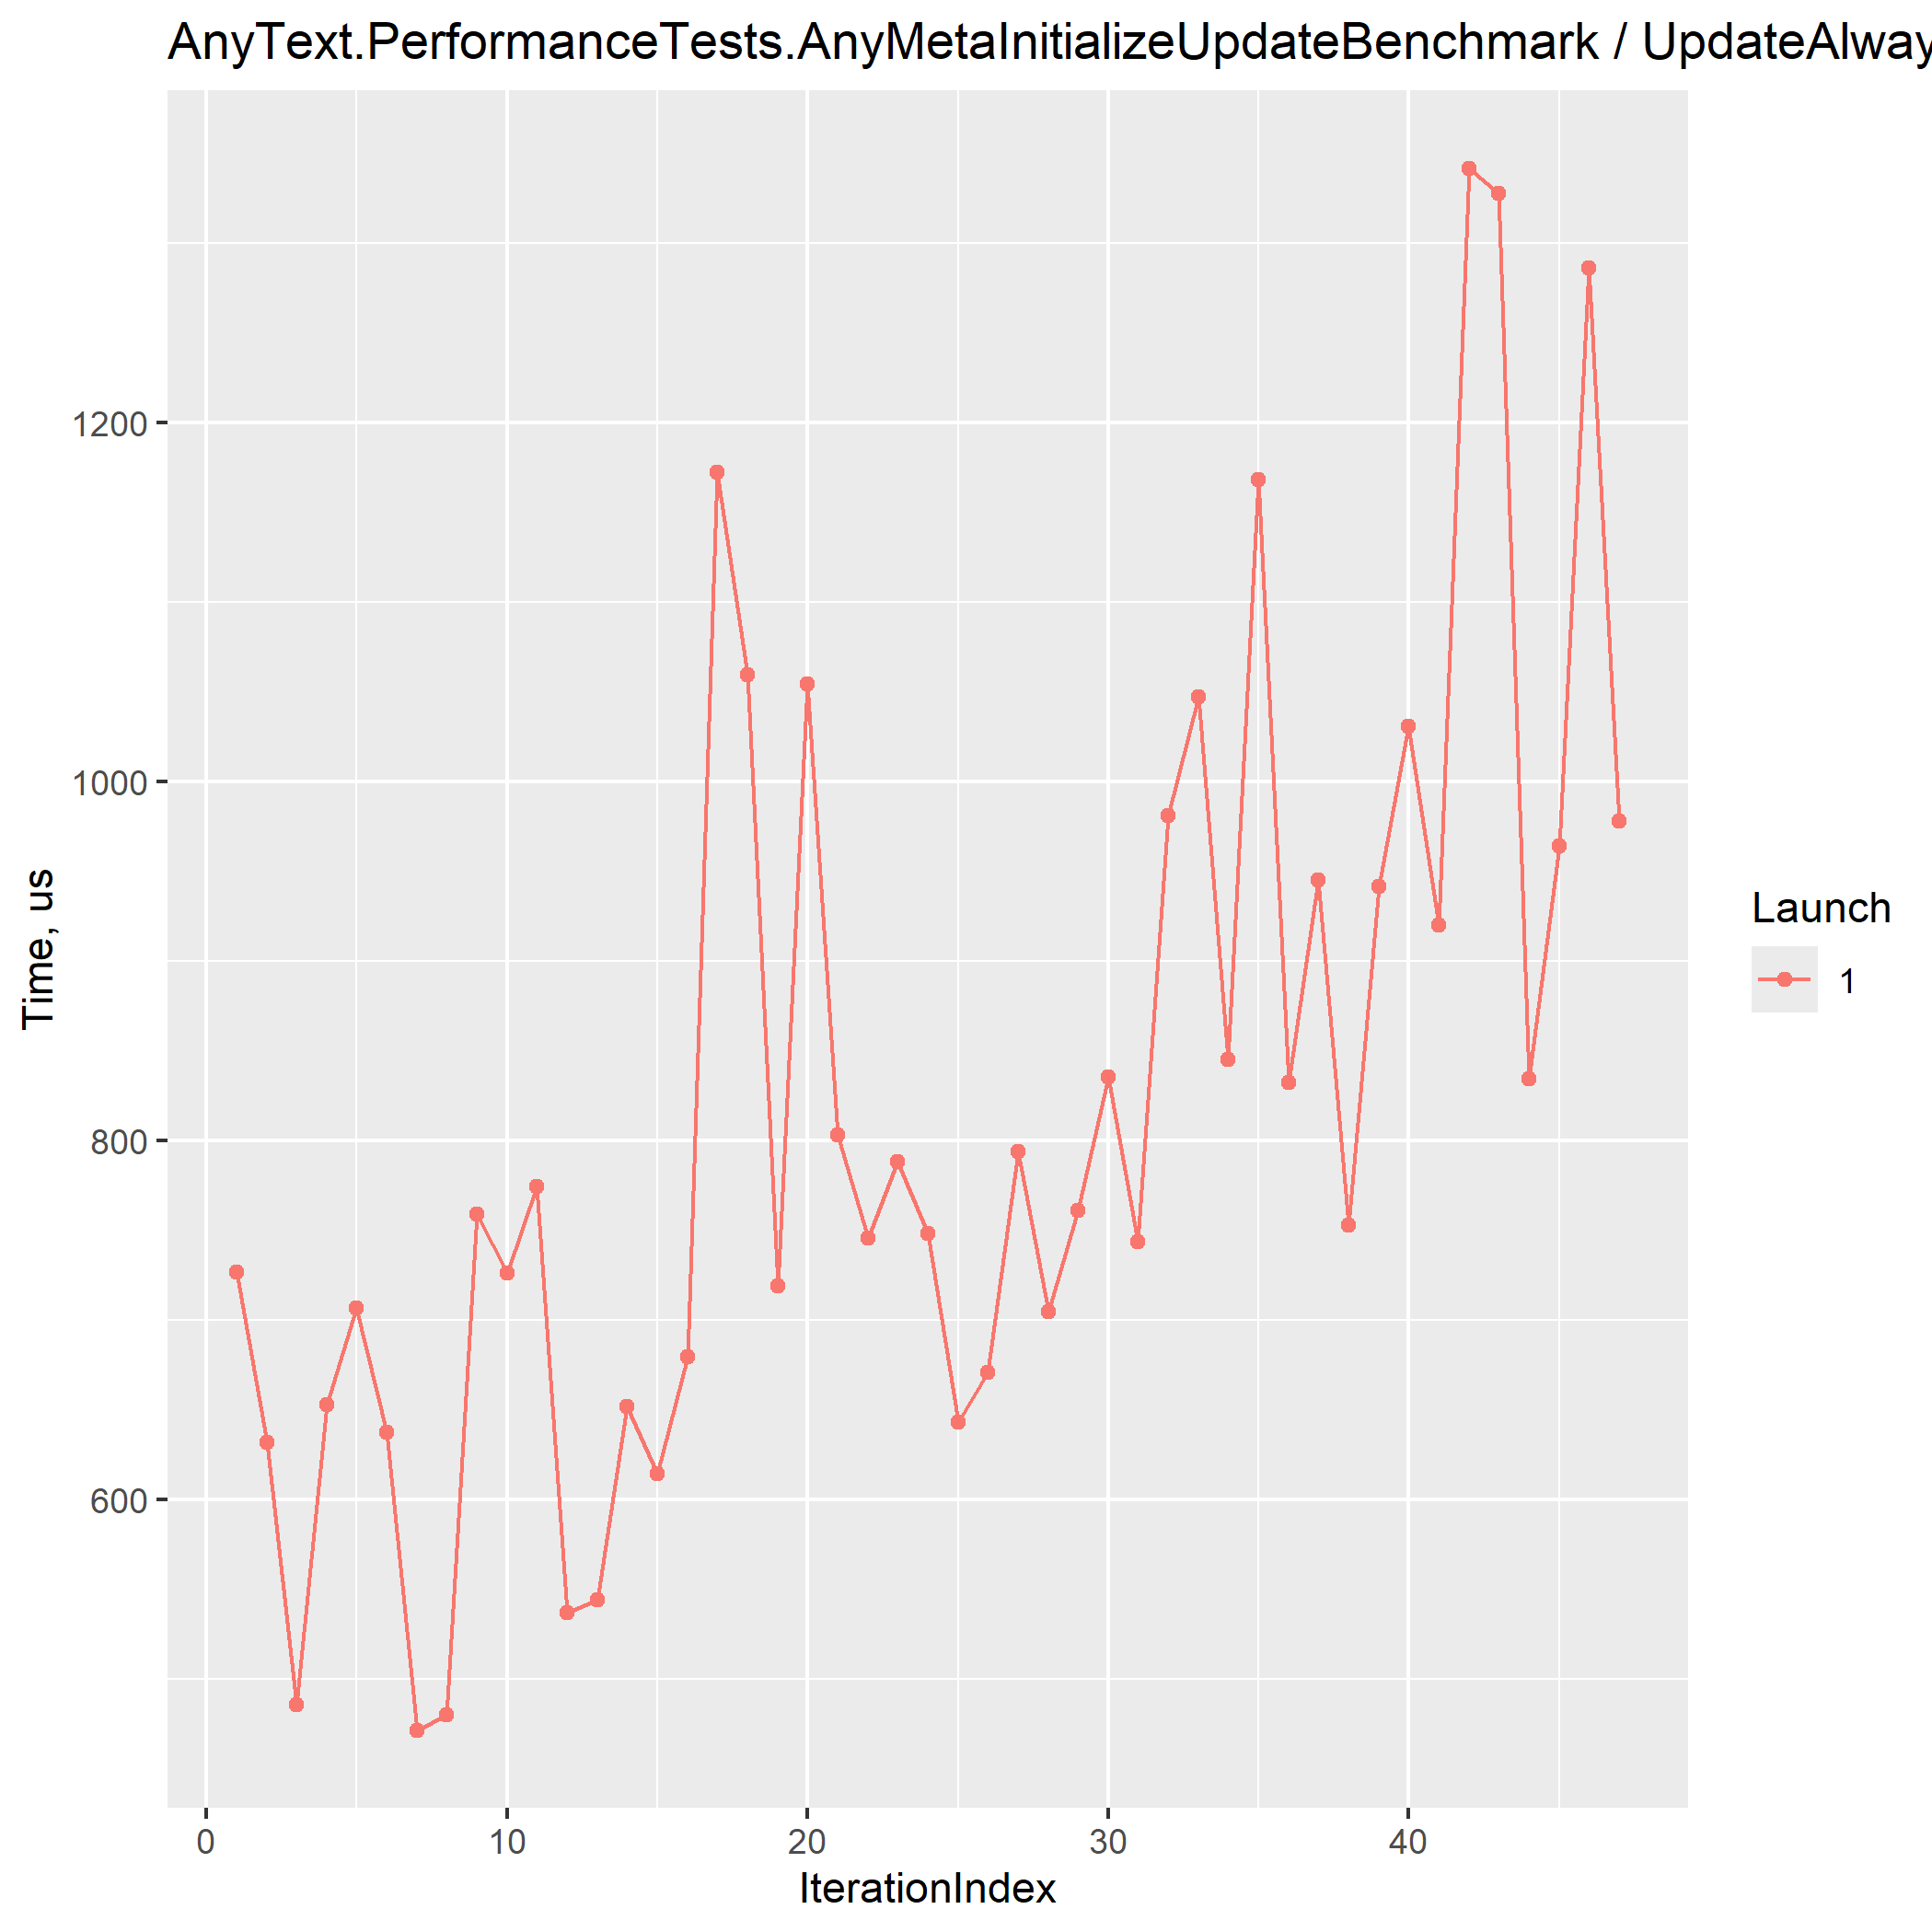 AnyText.PerformanceTests.AnyMetaInitializeUpdateBenchmark / UpdateAlway
1200
1000
800
600
Time, us
0 10 20 30 40
IterationIndex
Launch
1